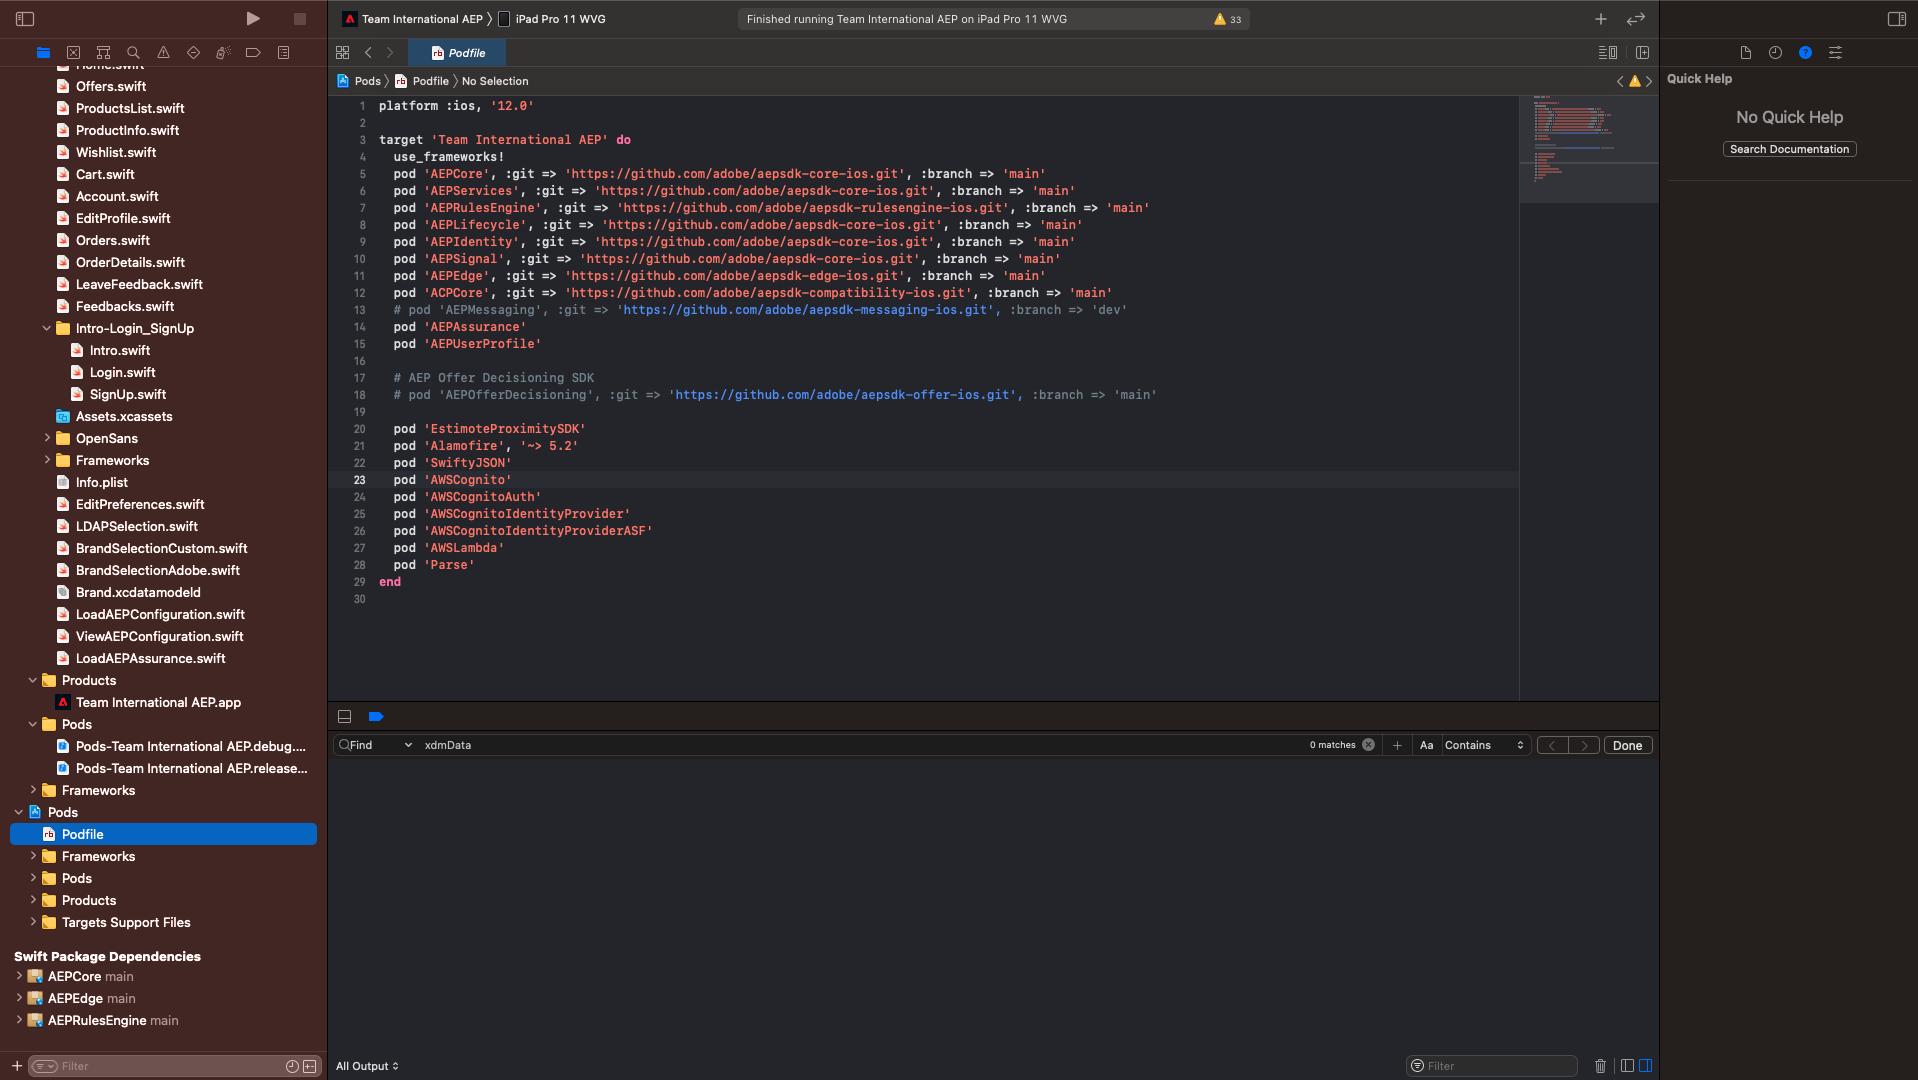 Team International AEP
iPad Pro 11 WVG
Finished running Team International AEP on iPad Pro 11 WVG
33
Home.swift
Offers.swift
ProductsList.swift
ProductInfo.swift
Wishlist.swift
Cart.swift
Account.swift
EditProfile.swift
Orders.swift
OrderDetails.swift
LeaveFeedback.swift
Feedbacks.swift
Intro-Login_SignUp
Intro.swift
Login.swift
SignUp.swift
Assets.xcassets
OpenSans
Frameworks
Info.plist
EditPreferences.swift
LDAPSelection.swift
BrandSelectionCustom.swift
BrandSelectionAdobe.swift
Brand.xcdatamodeld
LoadAEPConfiguration.swift
ViewAEPConfiguration.swift
LoadAEPAssurance.swift
Products
Team International AEP.app
Pods
Pods-Team International AEP.debug....
Pods-Team International AEP.release...
Frameworks
Pods
Podfile
Frameworks
Pods
Products
Targets Support Files
Swift Package Dependencies
AEPCore main
AEPEdge main
AEPRulesEngine main
Filter
Podfile
Pods
Podfile
No Selection
1 platform :ios, '12.0'
2
3 target 'Team International AEP' do
4 use_frameworks!
5 pod 'AEPCore', :git => 'https://github.com/adobe/aepsdk-core-ios.git', :branch => 'main'
6 pod 'AEPServices', :git => 'https://github.com/adobe/aepsdk-core-ios.git', :branch => 'main'
7 pod 'AEPRulesEngine', :git => 'https://github.com/adobe/aepsdk-rulesengine-ios.git', :branch => 'main'
8 pod 'AEPLifecycle', :git => 'https://github.com/adobe/aepsdk-core-ios.git', :branch => 'main'
9 pod 'AEPIdentity', :git => 'https://github.com/adobe/aepsdk-core-ios.git', :branch => 'main'
10 pod 'AEPSignal', :git => 'https://github.com/adobe/aepsdk-core-ios.git', :branch => 'main'
11 pod 'AEPEdge', :git => 'https://github.com/adobe/aepsdk-edge-ios.git', :branch => 'main'
12 pod 'ACPCore', :git => 'https://github.com/adobe/aepsdk-compatibility-ios.git', :branch => 'main'
13 # pod 'AEPMessaging', :git => 'https://github.com/adobe/aepsdk-messaging-ios.git', :branch => 'dev'
14 pod 'AEPAssurance'
15 pod 'AEPUserProfile'
16
17 # AEP Offer Decisioning SDK
18 # pod 'AEPOfferDecisioning', :git => 'https://github.com/adobe/aepsdk-offer-ios.git', :branch => 'main'
19
20 pod 'EstimoteProximitySDK'
21 pod 'Alamofire', '~> 5.2'
22 pod 'SwiftyJSON'
23 pod 'AWSCognito'
24 pod 'AWSCognitoAuth'
25 pod 'AWSCognitoIdentityProvider'
26 pod 'AWSCognitoIdentityProviderASF'
27 pod 'AWSLambda'
28 pod 'Parse'
29 end
30
Find
xdmData
0 matches
Aa
Contains
Done
All Output
Filter
Quick Help
No Quick Help
Search Documentation